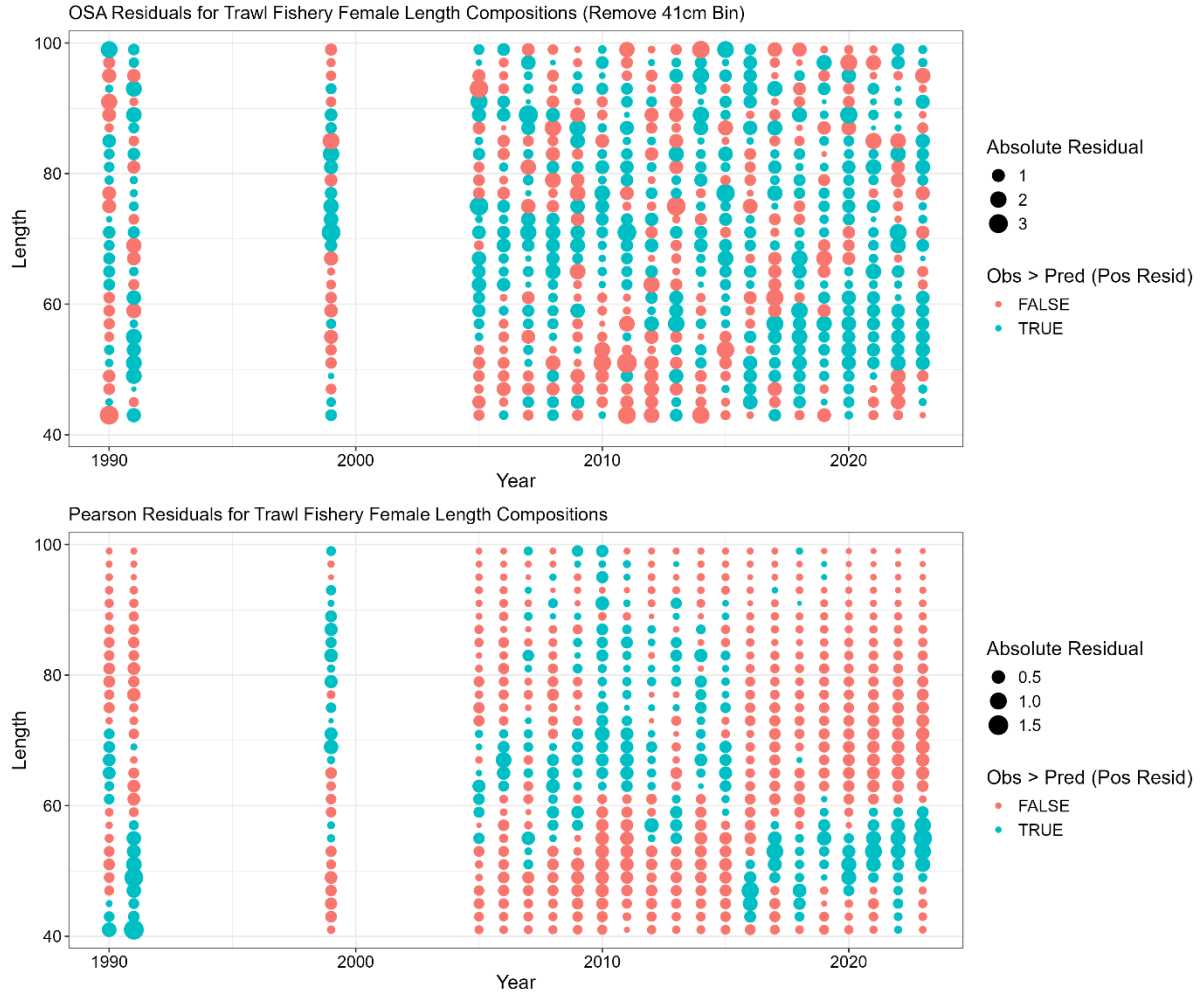 OSA Residuals for Trawl Fishery Female Length Compositions (Remove 41cm Bin)
100
80
60
40
Length
1990
2000
2010
2020
Year
Absolute Residual
1
2
3
Obs > Pred (Pos Resid)
FALSE
TRUE
Pearson Residuals for Trawl Fishery Female Length Compositions
100
80
60
40
Length
1990
2000
2010
2020
Year
Absolute Residual
0.5
1.0
1.5
Obs > Pred (Pos Resid)
FALSE
TRUE